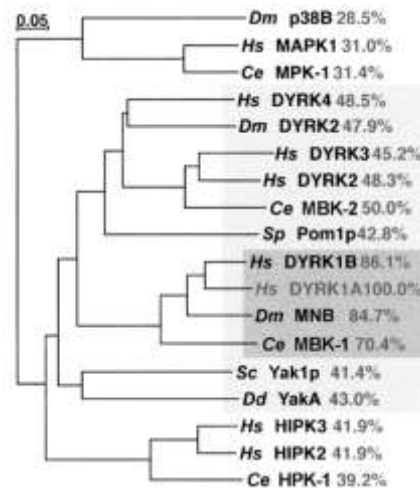 0.05
Dm p38B 28.5%
Hs MAPK1 31.0%
Ce MPK-1 31.4%
Hs DYRK4 48.5%
Dm DYRK2 47.9%
Hs DYRK3 45.2%
Hs DYRK2 48.3%
Ce MBK-2 50.0%
Sp Pom1p 42.8%
Hs DYRK1B 86.1%
Hs DYRK1A 100.0%
Dm MNB 84.7%
Ce MBK-1 70.4%
Sc Yak1p 41.4%
Dd YakA 43.0%
Hs HIPK3 41.9%
Hs HIPK2 41.9%
Ce HPK-1 39.2%